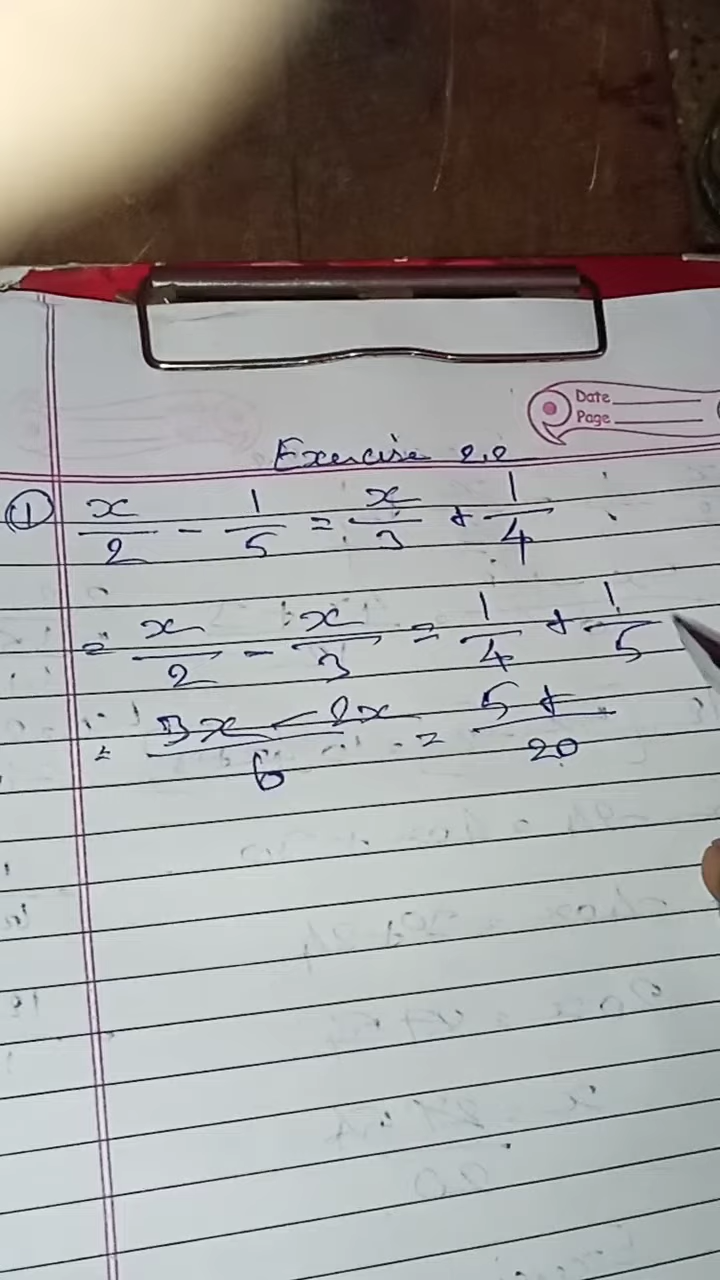 Date
Page
Exercise 2.2
① x/2 - 1/5 = x/3 + 1/4
= x/2 - x/3 = 1/4 + 1/5
= 3x - 2x/6 = 5 + /20